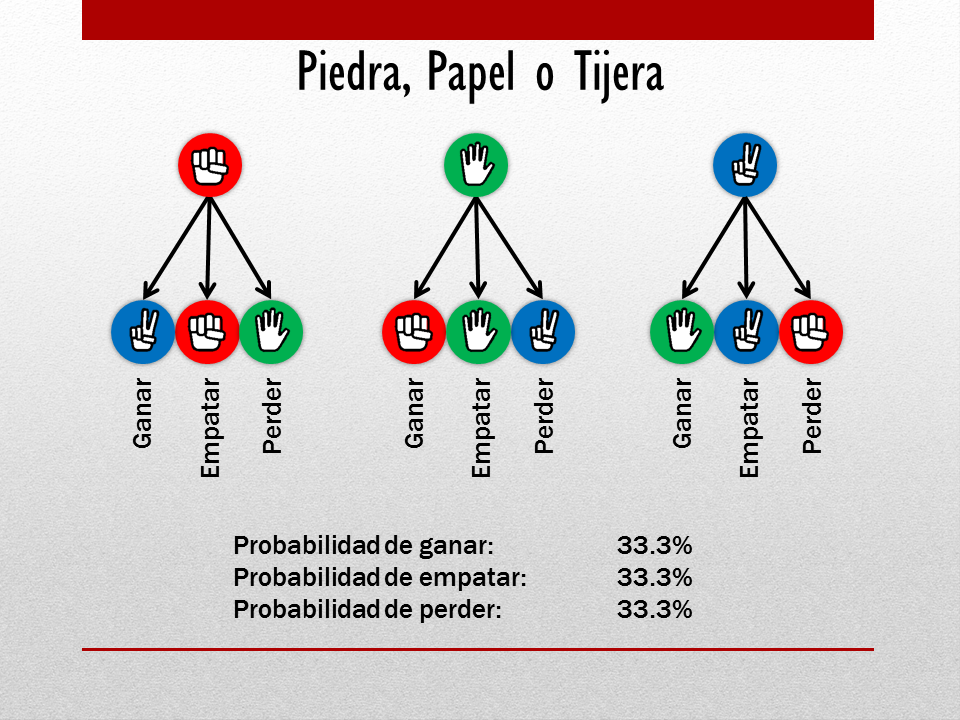 Piedra, Papel o Tijera
Ganar
Empatar
Perder
Ganar
Empatar
Perder
Ganar
Empatar
Perder
Probabilidad de ganar: 33.3%
Probabilidad de empatar: 33.3%
Probabilidad de perder: 33.3%